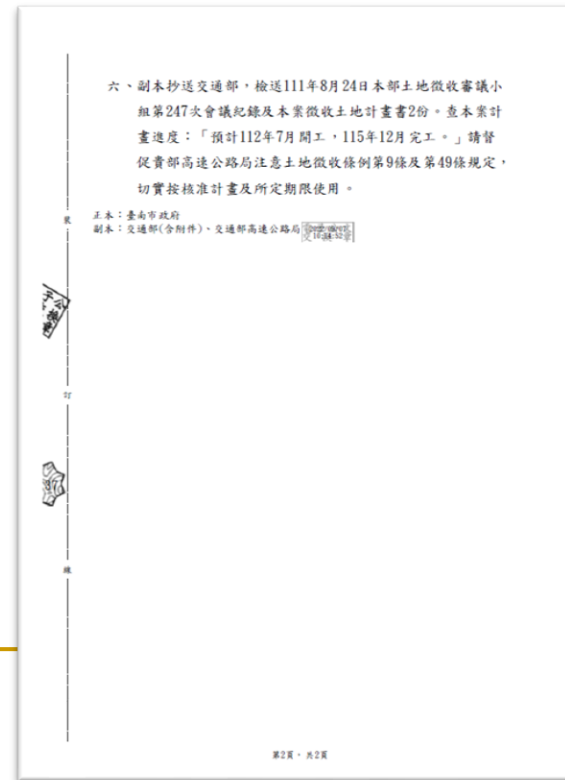 六、副本抄送交通部，檢送111年8月24日本部土地徵收審議小
組第247次會議紀錄及本案徵收土地計畫書2份。查本案計
畫進度：「預計112年7月開工，115年12月完工。」請督
促貴部高速公路局注意土地徵收條例第9條及第49條規定，
切實按核准計畫及所定期限使用。
正本：臺南市政府
副本：交通部(含附件)、交通部高速公路局
裝
訂
線
第2頁，共2頁